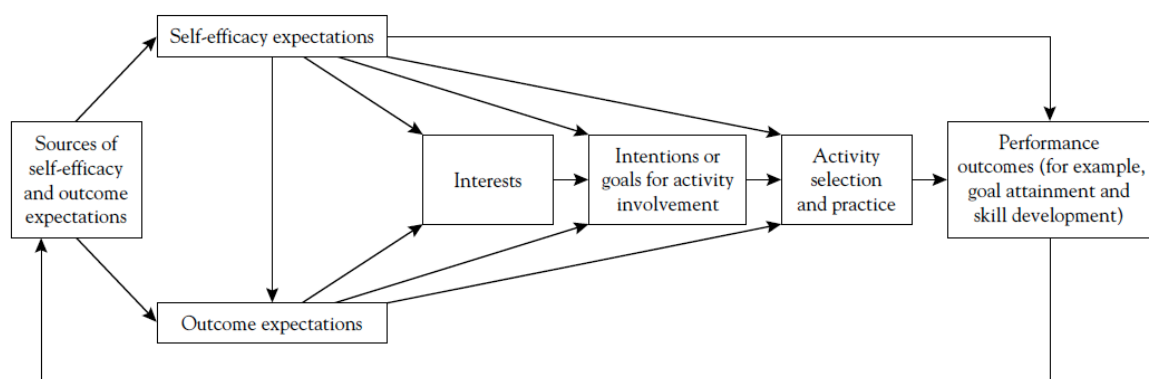 Self-efficacy expectations
Sources of
self-efficacy
and outcome
expectations
Interests
Intentions or
goals for activity
involvement
Activity
selection
and practice
Performance
outcomes (for example,
goal attainment and
skill development)
Outcome expectations